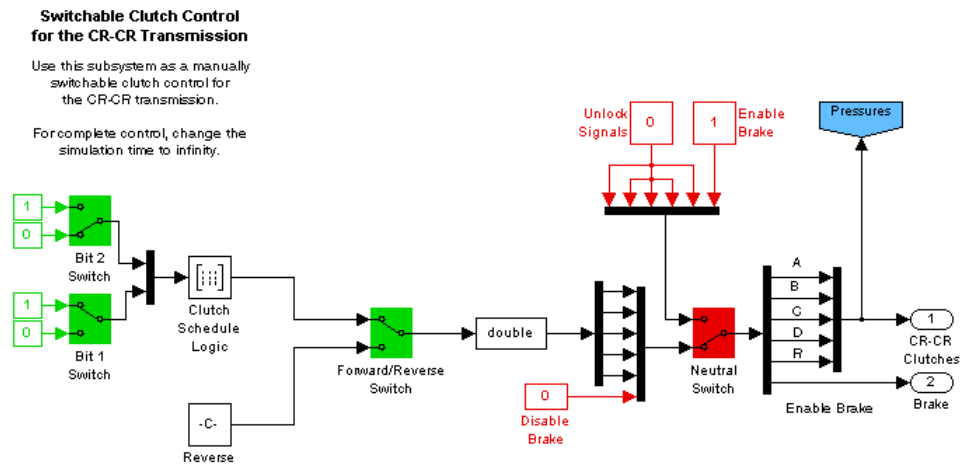 Switchable Clutch Control
for the CR-CR Transmission
Use this subsystem as a manually
switchable clutch control for
the CR-CR transmission.
For complete control, change the
simulation time to infinity.
Unlock
Signals
0
1
Enable
Brake
Pressures
1
0
Bit 2
Switch
1
0
Bit 1
Switch
Clutch
Schedule
Logic
Forward/Reverse
Switch
-C-
Reverse
double
0
Disable
Brake
Neutral
Switch
A
B
C
D
R
Enable Brake
1
CR-CR
Clutches
2
Brake